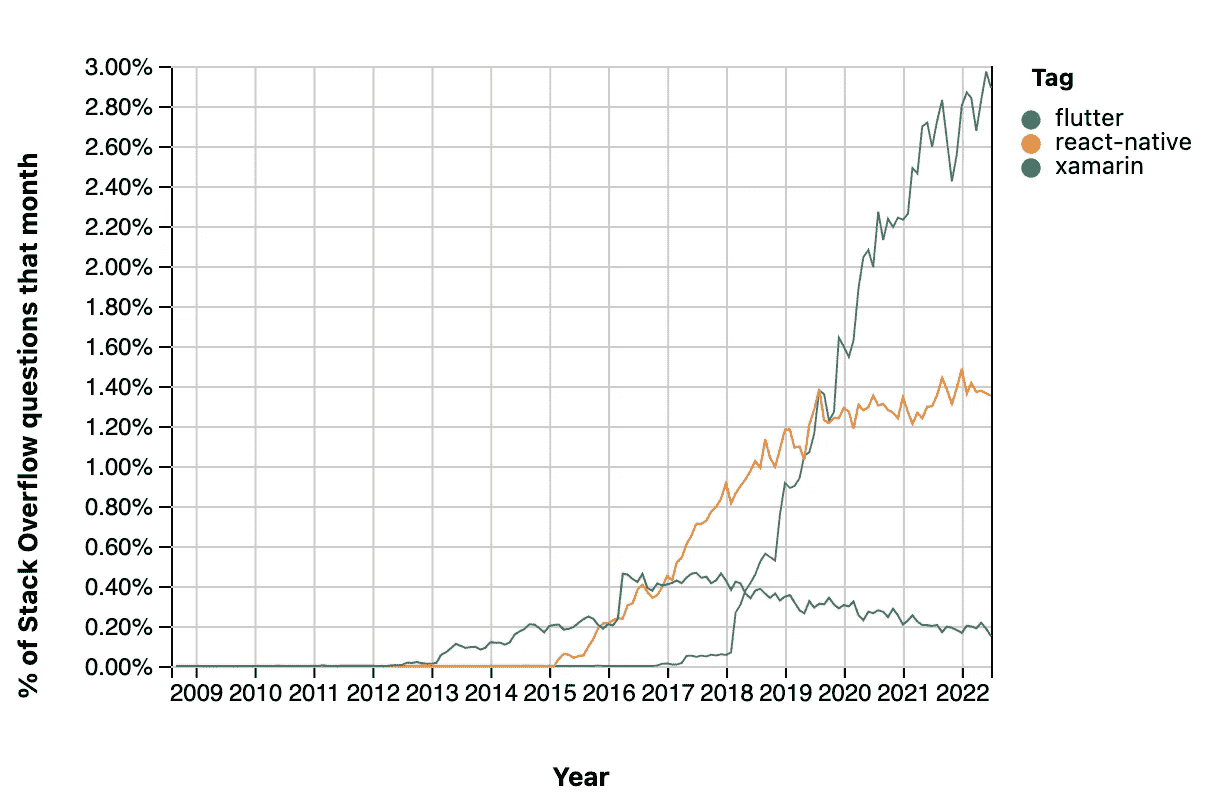 % of Stack Overflow questions that month
3.00%
2.80%
2.60%
2.40%
2.20%
2.00%
1.80%
1.60%
1.40%
1.20%
1.00%
0.80%
0.60%
0.40%
0.20%
0.00%
2009 2010 2011 2012 2013 2014 2015 2016 2017 2018 2019 2020 2021 2022
Year
Tag
flutter
react-native
xamarin